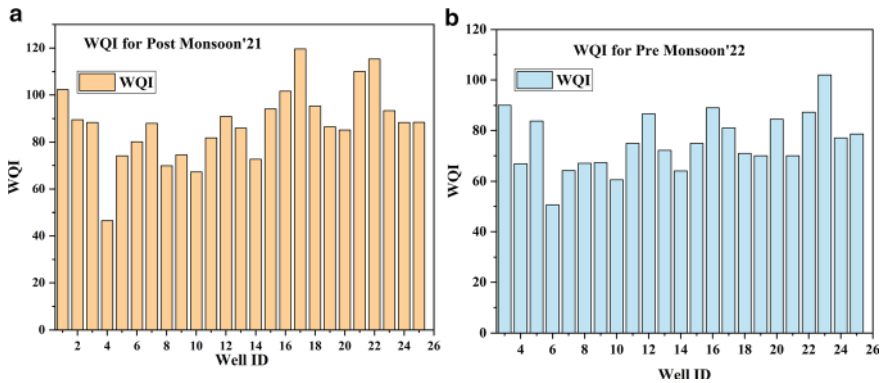 a
WQI for Post Monsoon'21
WQI
120
100
80
60
40
20
0
WQI
2 4 6 8 10 12 14 16 18 20 22 24 26
Well ID
b
WQI for Pre Monsoon'22
WQI
120
100
80
60
40
20
0
WQI
4 6 8 10 12 14 16 18 20 22 24 26
Well ID